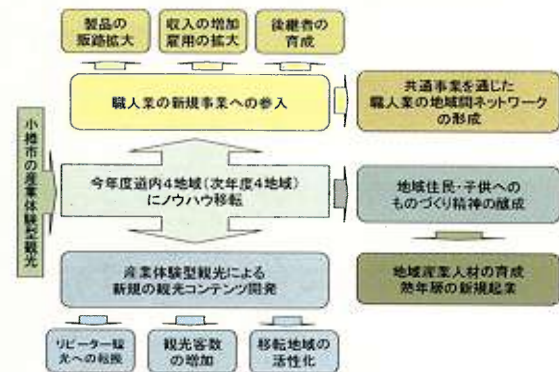 製品の
販路拡大
収入の増加
雇用の拡大
後継者の
育成
職人業の新規事業への参入
共通事業を通じた
職人業の地域間ネットワーク
の形成
小樽市の産業体験型観光
今年度道内4地域(次年度4地域)
にノウハウ移転
地域住民・子供への
ものづくり精神の醸成
産業体験型観光による
新規の観光コンテンツ開発
地域産業人材の育成
熟年層の新規起業
リピーター観
光への転換
観光客数
の増加
移転地域の
活性化